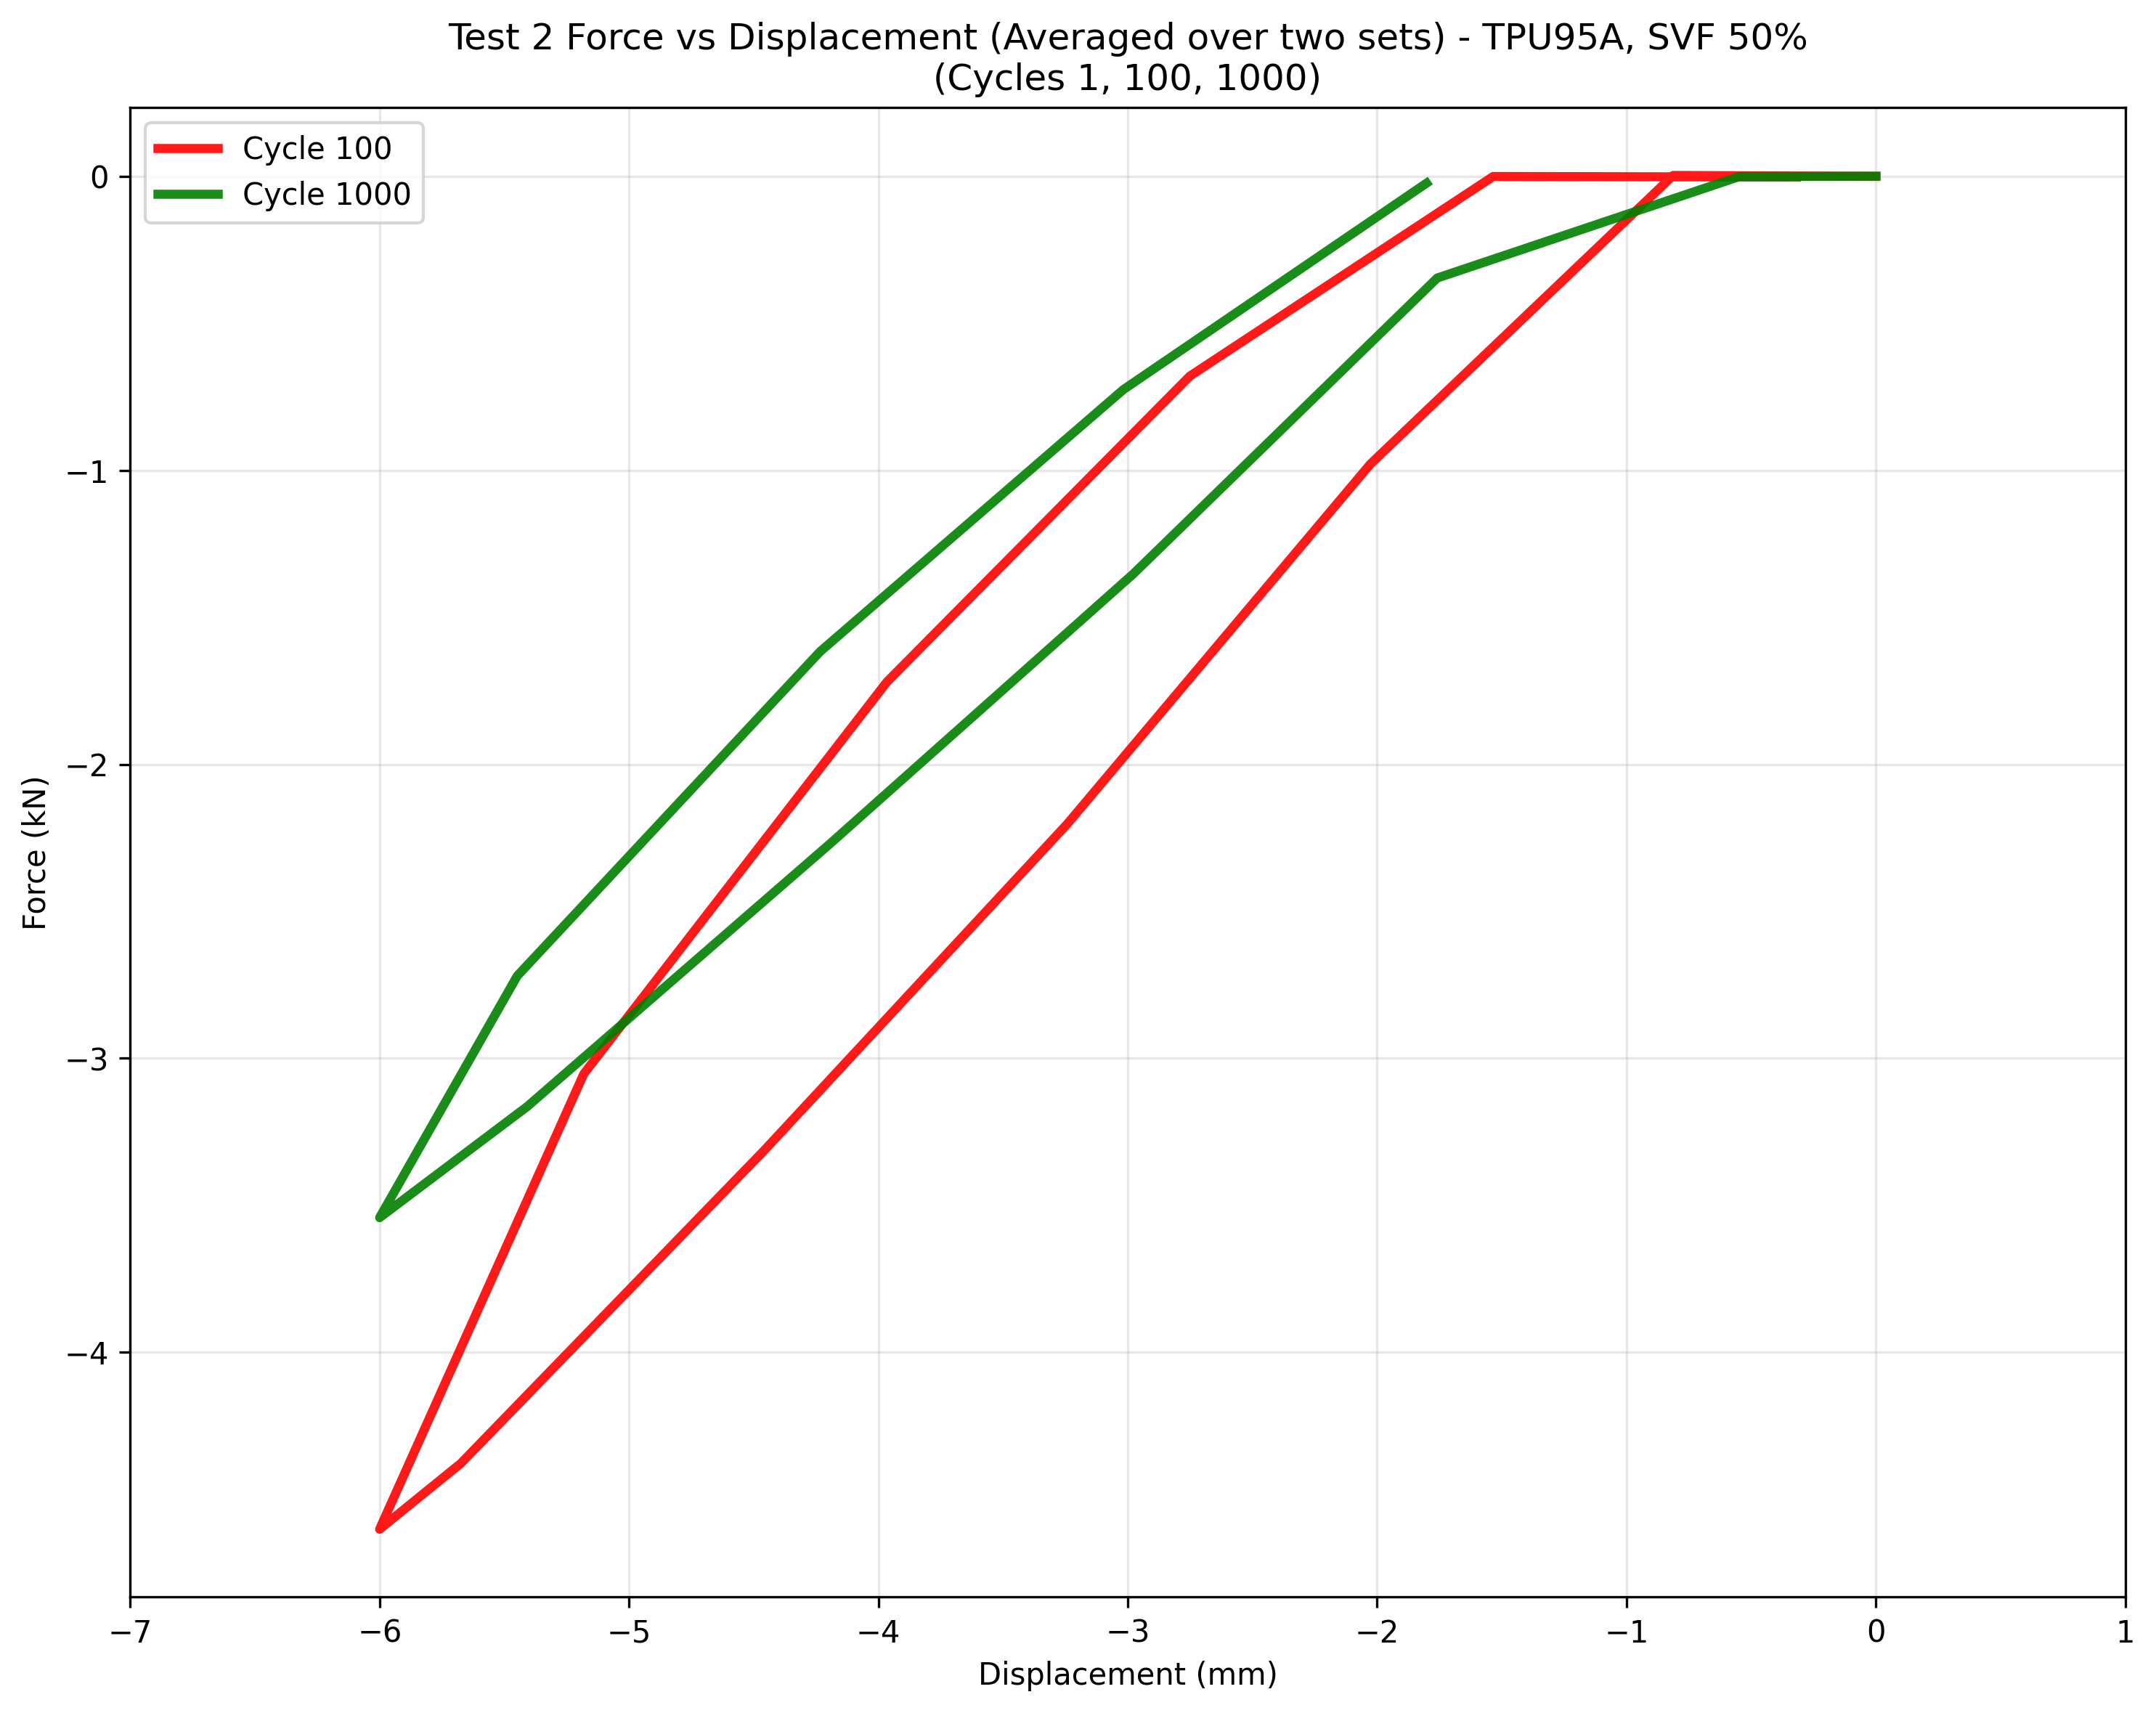 Test 2 Force vs Displacement (Averaged over two sets) - TPU95A, SVF 50%
(Cycles 1, 100, 1000)
Cycle 100
Cycle 1000
0
−1
−2
−3
−4
Force (kN)
−7 −6 −5 −4 −3 −2 −1 0 1
Displacement (mm)